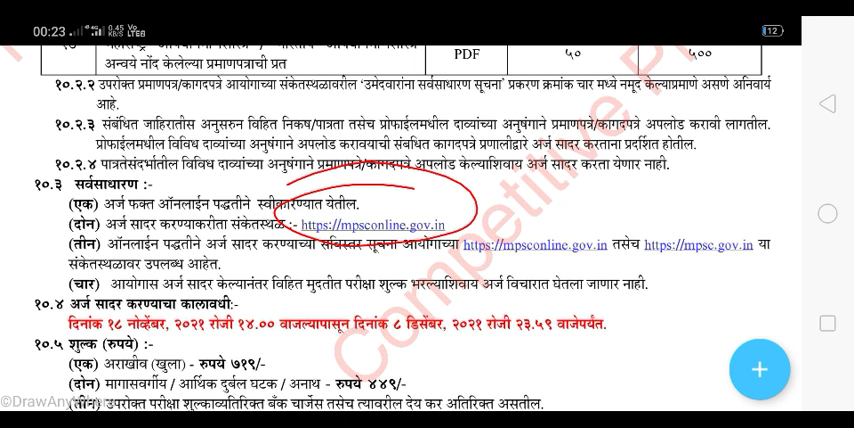 00:23 0.45 KB/S Vo LTE 12
PDF ५० ५००
अन्वये नोंद केलेल्या प्रमाणपत्राची प्रत
१०.२.२ उपरोक्त प्रमाणपत्र/कागदपत्रे आयोगाच्या संकेतस्थळावरील 'उमेदवारांना सर्वसाधारण सूचना' प्रकरण क्रमांक चार मध्ये नमूद केल्याप्रमाणे असणे अनिवार्य
आहे.
१०.२.३ संबंधित जाहिरातीस अनुसरुन विहित निकष/पात्रता तसेच प्रोफाईलमधील दाव्यांच्या अनुषंगाने प्रमाणपत्रे/कागदपत्रे अपलोड करावी लागतील.
प्रोफाईलमधील विविध दाव्यांच्या अनुषंगाने अपलोड करावयाची संबधित कागदपत्रे प्रणालीद्वारे अर्ज सादर करताना प्रदर्शित होतील.
१०.२.४ पात्रतेसंदर्भातील विविध दाव्यांच्या अनुषंगाने प्रमाणपत्रे/कागदपत्रे अपलोड केल्याशिवाय अर्ज सादर करता येणार नाही.
१०.३ सर्वसाधारण :-
(एक) अर्ज फक्त ऑनलाईन पद्धतीने स्वीकारण्यात येतील.
(दोन) अर्ज सादर करण्याकरीता संकेतस्थळ :- https://mpsconline.gov.in
(तीन) ऑनलाईन पद्धतीने अर्ज सादर करण्याच्या सविस्तर सूचना आयोगाच्या https://mpsconline.gov.in तसेच https://mpsc.gov.in या
संकेतस्थळावर उपलब्ध आहेत.
(चार) आयोगास अर्ज सादर केल्यानंतर विहित मुदतीत परीक्षा शुल्क भरल्याशिवाय अर्ज विचारात घेतला जाणार नाही.
१०.४ अर्ज सादर करण्याचा कालावधी:-
दिनांक १८ नोव्हेंबर, २०२१ रोजी १४.०० वाजल्यापासून दिनांक ८ डिसेंबर, २०२१ रोजी २३.५९ वाजेपर्यंत.
१०.५ शुल्क (रुपये) :-
(एक) अराखीव (खुला) - रुपये ७१९/-
(दोन) मागासवर्गीय / आर्थिक दुर्बल घटक / अनाथ - रुपये ४४९/-
(तीन) उपरोक्त परीक्षा शुल्काव्यतिरिक्त बँक चार्जेस तसेच त्यावरील देय कर अतिरिक्त असतील.
Competitive